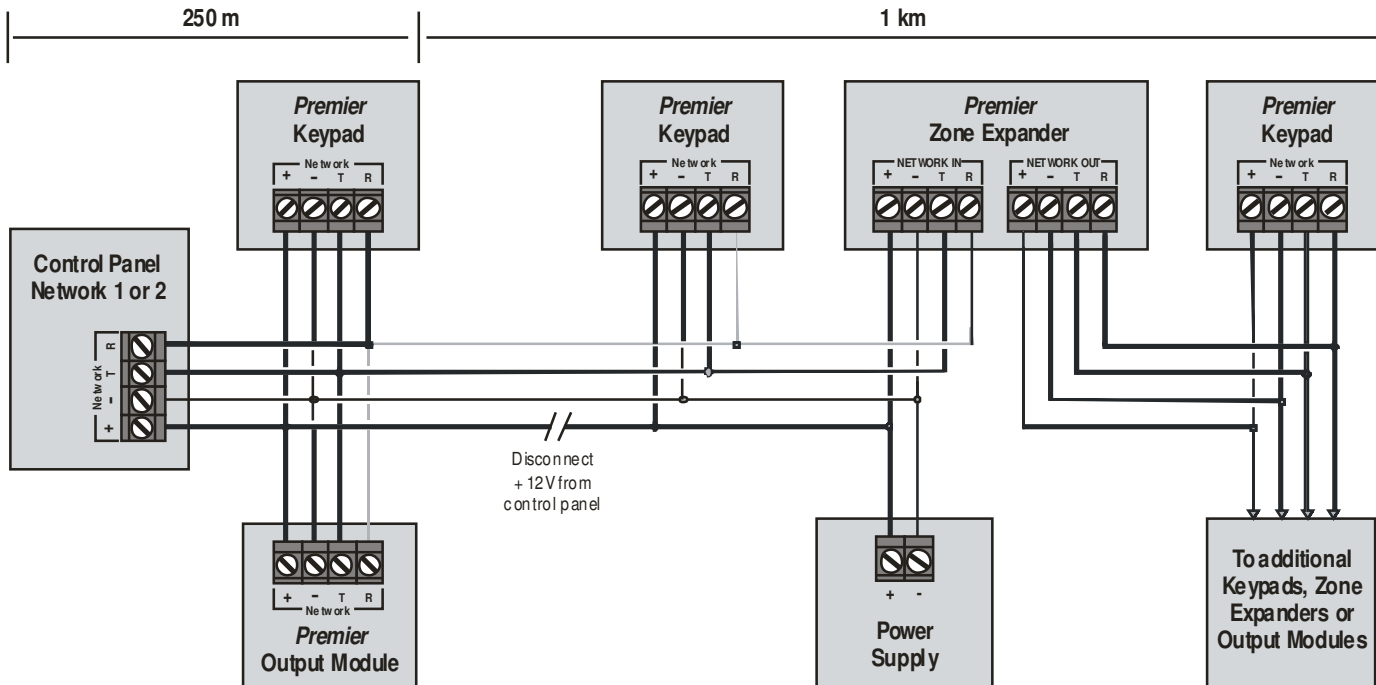 250 m
1 km
Premier
Keypad
Network
+ - T R
Premier
Keypad
Network
+ - T R
Premier
Zone Expander
NETWORK IN
+ - T R
NETWORK OUT
+ - T R
Premier
Keypad
Network
+ - T R
Control Panel
Network 1 or 2
Network
R
T
-
+
Disconnect
+ 12V from
control panel
+ - T R
Network
Premier
Output Module
+ -
Power
Supply
To additional
Keypads, Zone
Expanders or
Output Modules